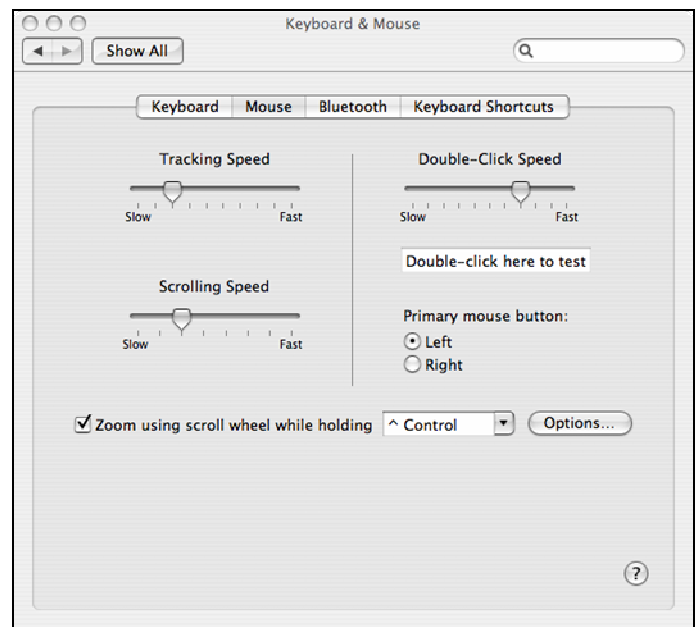 Keyboard & Mouse
Show All
Keyboard Mouse Bluetooth Keyboard Shortcuts
Tracking Speed
Slow Fast
Double-Click Speed
Slow Fast
Double-click here to test
Scrolling Speed
Slow Fast
Primary mouse button:
Left
Right
Zoom using scroll wheel while holding ^ Control Options...
?